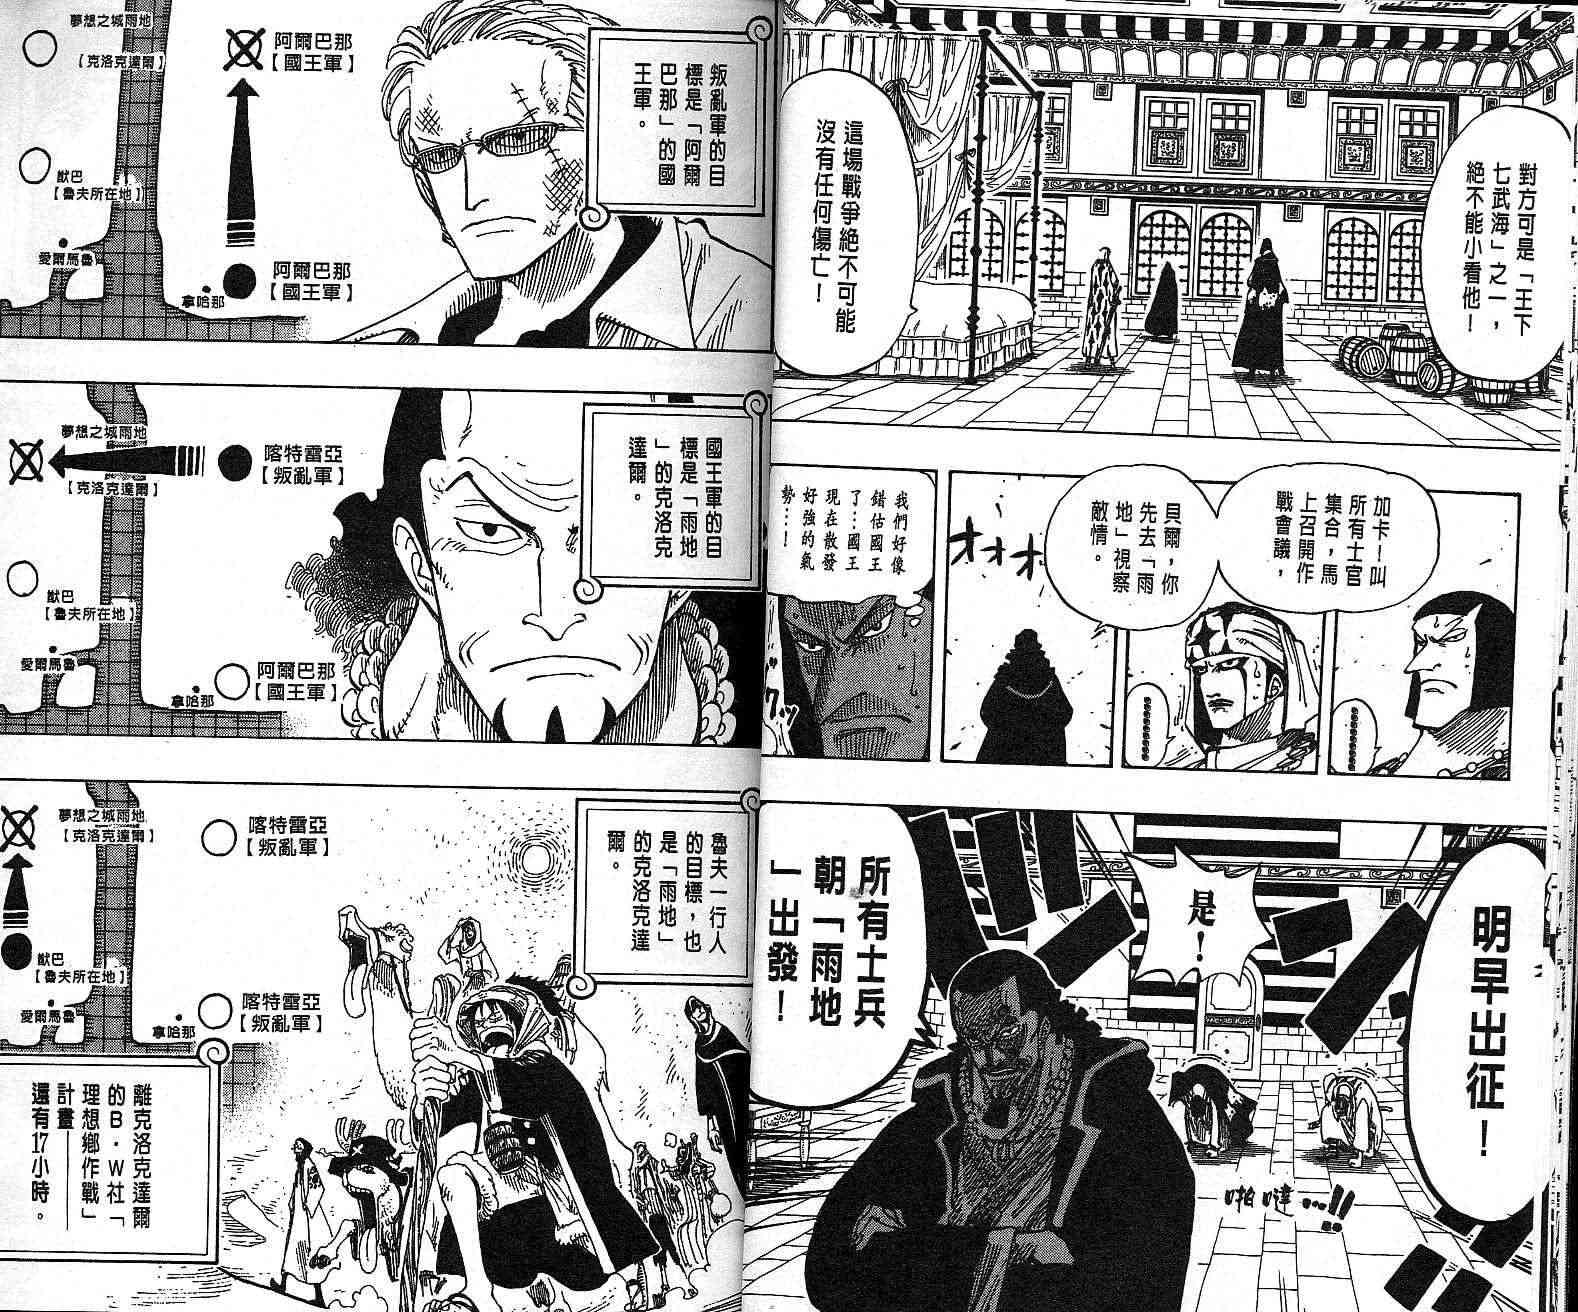 對方可是「王下
七武海」之一，
絕不能小看他！
這場戰爭絕不可能
沒有任何傷亡！
加卡！叫
所有士官
集合，馬
上召開作
戰會議，
貝爾，你
先去「雨
地」視察
敵情。
オオオ
我們好像
錯估國王
了…國王
現在散發
好強的氣
勢…！
明早出征！
是！
啪噠…!!
所有士兵
朝「雨地
」出發！
叛亂軍的目
標是「阿爾
巴那」的國
王軍。
夢想之城雨地
【克洛克達爾】
阿爾巴那
【國王軍】
猷巴
【魯夫所在地】
愛爾馬魯
拿哈那
阿爾巴那
【國王軍】
國王軍的目
標是「雨地
」的克洛克
達爾。
夢想之城雨地
【克洛克達爾】
喀特雷亞
【叛亂軍】
猷巴
【魯夫所在地】
愛爾馬魯
拿哈那
阿爾巴那
【國王軍】
魯夫一行人
的目標，也
是「雨地」
的克洛克達
爾。
夢想之城雨地
【克洛克達爾】
喀特雷亞
【叛亂軍】
猷巴
【魯夫所在地】
愛爾馬魯
拿哈那
喀特雷亞
【叛亂軍】
離克洛克達爾
的B・W社「
理想鄉作戰」
計畫——
還有17小時。